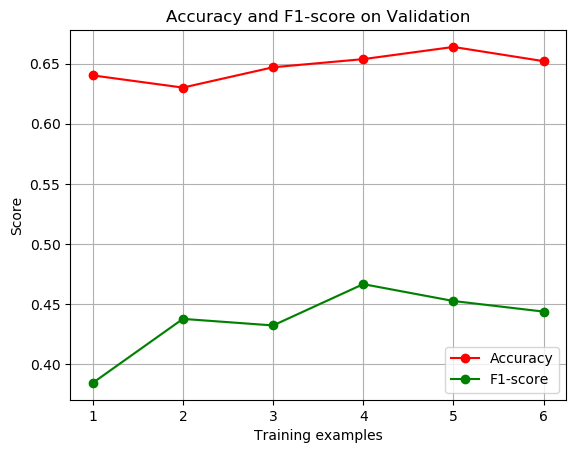 Accuracy and F1-score on Validation
0.65
0.60
0.55
0.50
0.45
0.40
Score
Accuracy
F1-score
1 2 3 4 5 6
Training examples